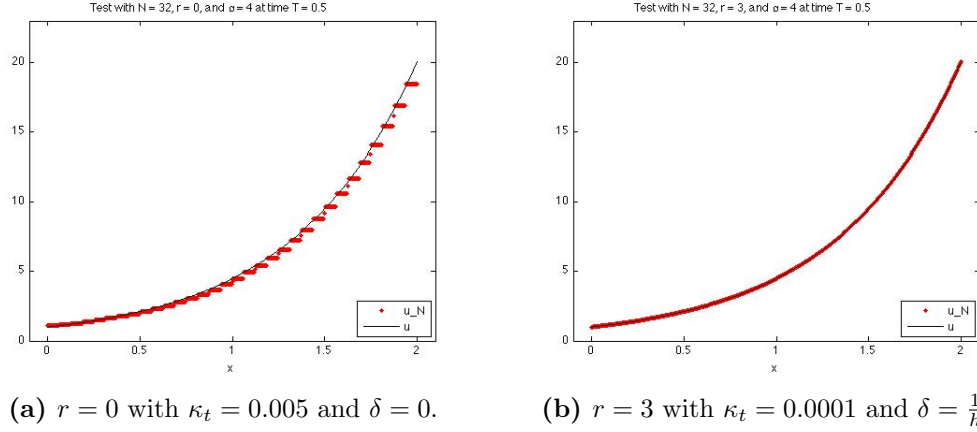 Test with N = 32, r = 0, and ø = 4 at time T = 0.5
20
15
10
5
0
0
0.5
1
1.5
2
x
u_N
u
(a) r = 0 with κt = 0.005 and δ = 0.
Test with N = 32, r = 3, and ø = 4 at time T = 0.5
20
15
10
5
0
0
0.5
1
1.5
2
x
u_N
u
(b) r = 3 with κt = 0.0001 and δ = 1/h